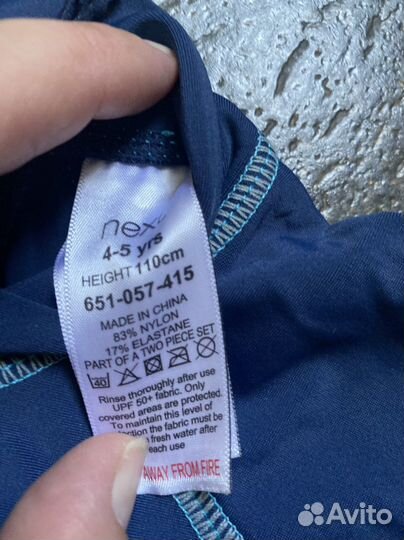 next
4-5 yrs
HEIGHT 110cm
651-057-415
MADE IN CHINA
83% NYLON
17% ELASTANE
PART OF A TWO PIECE SET
40
Rinse thoroughly after use
UPF 50+ fabric. Only
covered areas are protected.
To maintain this level of
fresh water after
each use
AWAY FROM FIRE
Avito